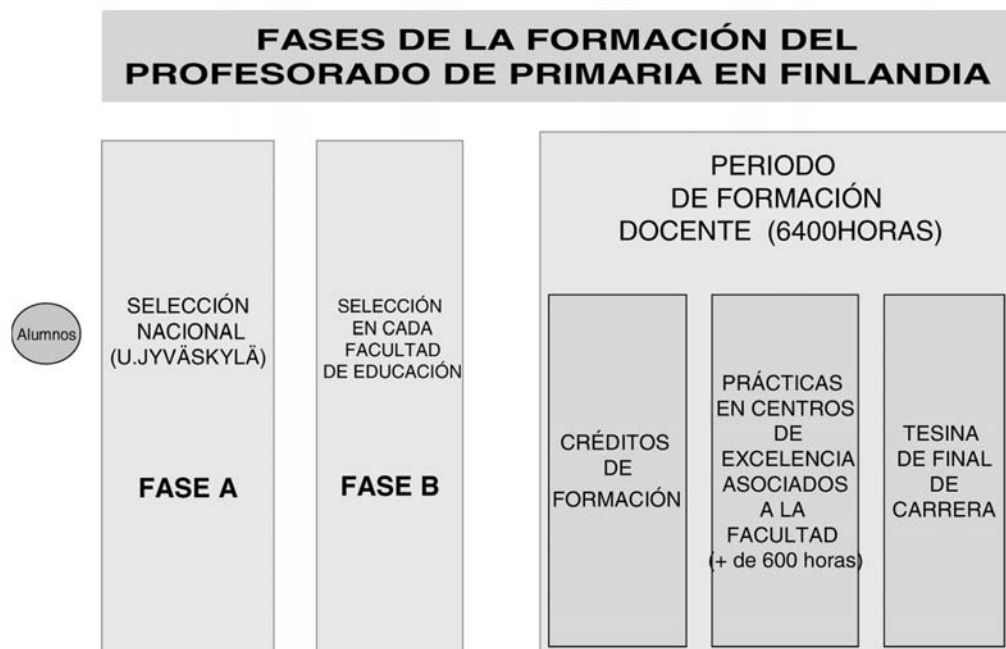 FASES DE LA FORMACIÓN DEL
PROFESORADO DE PRIMARIA EN FINLANDIA
Alumnos
SELECCIÓN
NACIONAL
(U.JYVÄSKYLÄ)
FASE A
SELECCIÓN
EN CADA
FACULTAD
DE EDUCACIÓN
FASE B
PERIODO
DE FORMACIÓN
DOCENTE (6400HORAS)
CRÉDITOS
DE
FORMACIÓN
PRÁCTICAS
EN CENTROS
DE
EXCELENCIA
ASOCIADOS
A LA
FACULTAD
(+ de 600 horas)
TESINA
DE FINAL
DE
CARRERA